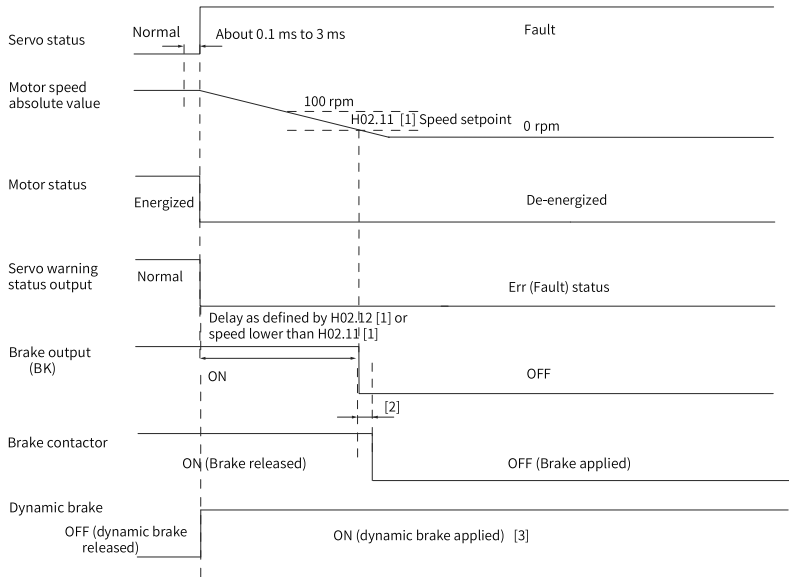 Servo status
Normal
About 0.1 ms to 3 ms
Fault
Motor speed
absolute value
100 rpm
H02.11 [1] Speed setpoint
0 rpm
Motor status
Energized
De-energized
Servo warning
status output
Normal
Err (Fault) status
Delay as defined by H02.12 [1] or
speed lower than H02.11 [1]
Brake output
(BK)
ON
OFF
[2]
Brake contactor
ON (Brake released)
OFF (Brake applied)
Dynamic brake
OFF (dynamic brake
released)
ON (dynamic brake applied) [3]